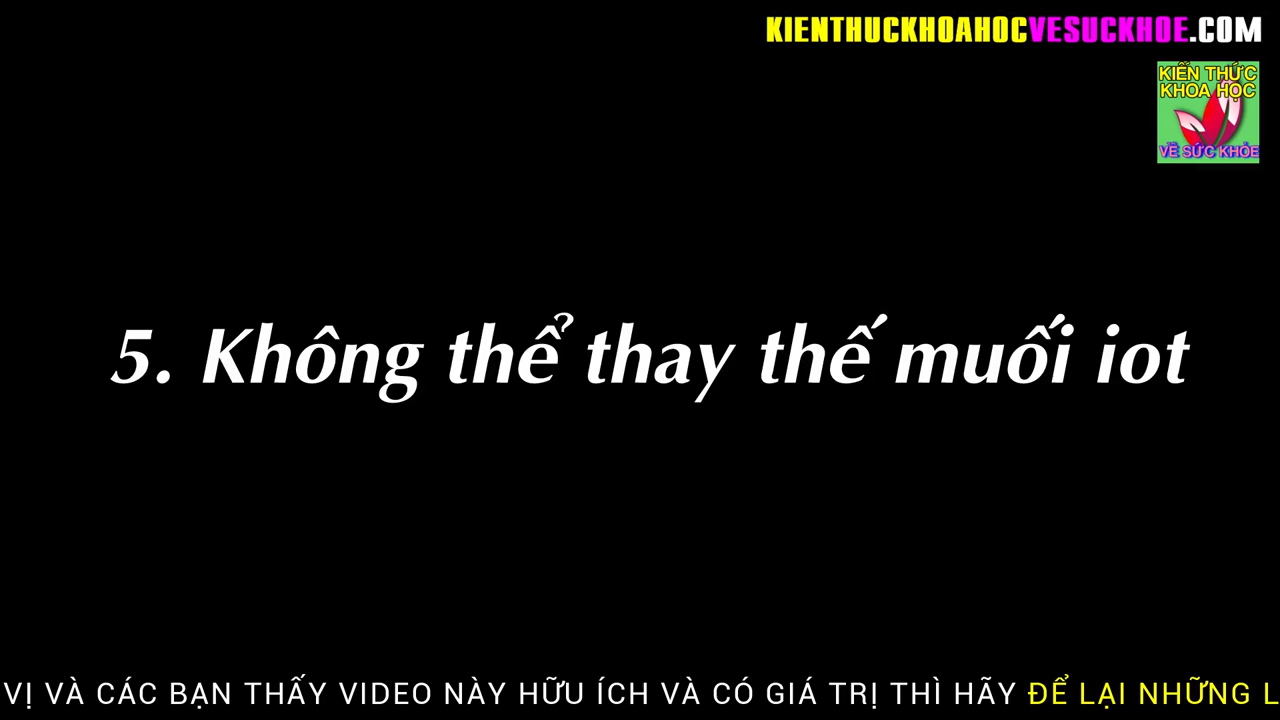 KIENTHUCKHOAHOCVESUCKHOE.COM
KIẾN THỨC
KHOA HỌC
VỀ SỨC KHỎE
5. Không thể thay thế muối iot
VỊ VÀ CÁC BẠN THẤY VIDEO NÀY HỮU ÍCH VÀ CÓ GIÁ TRỊ THÌ HÃY ĐỂ LẠI NHỮNG L